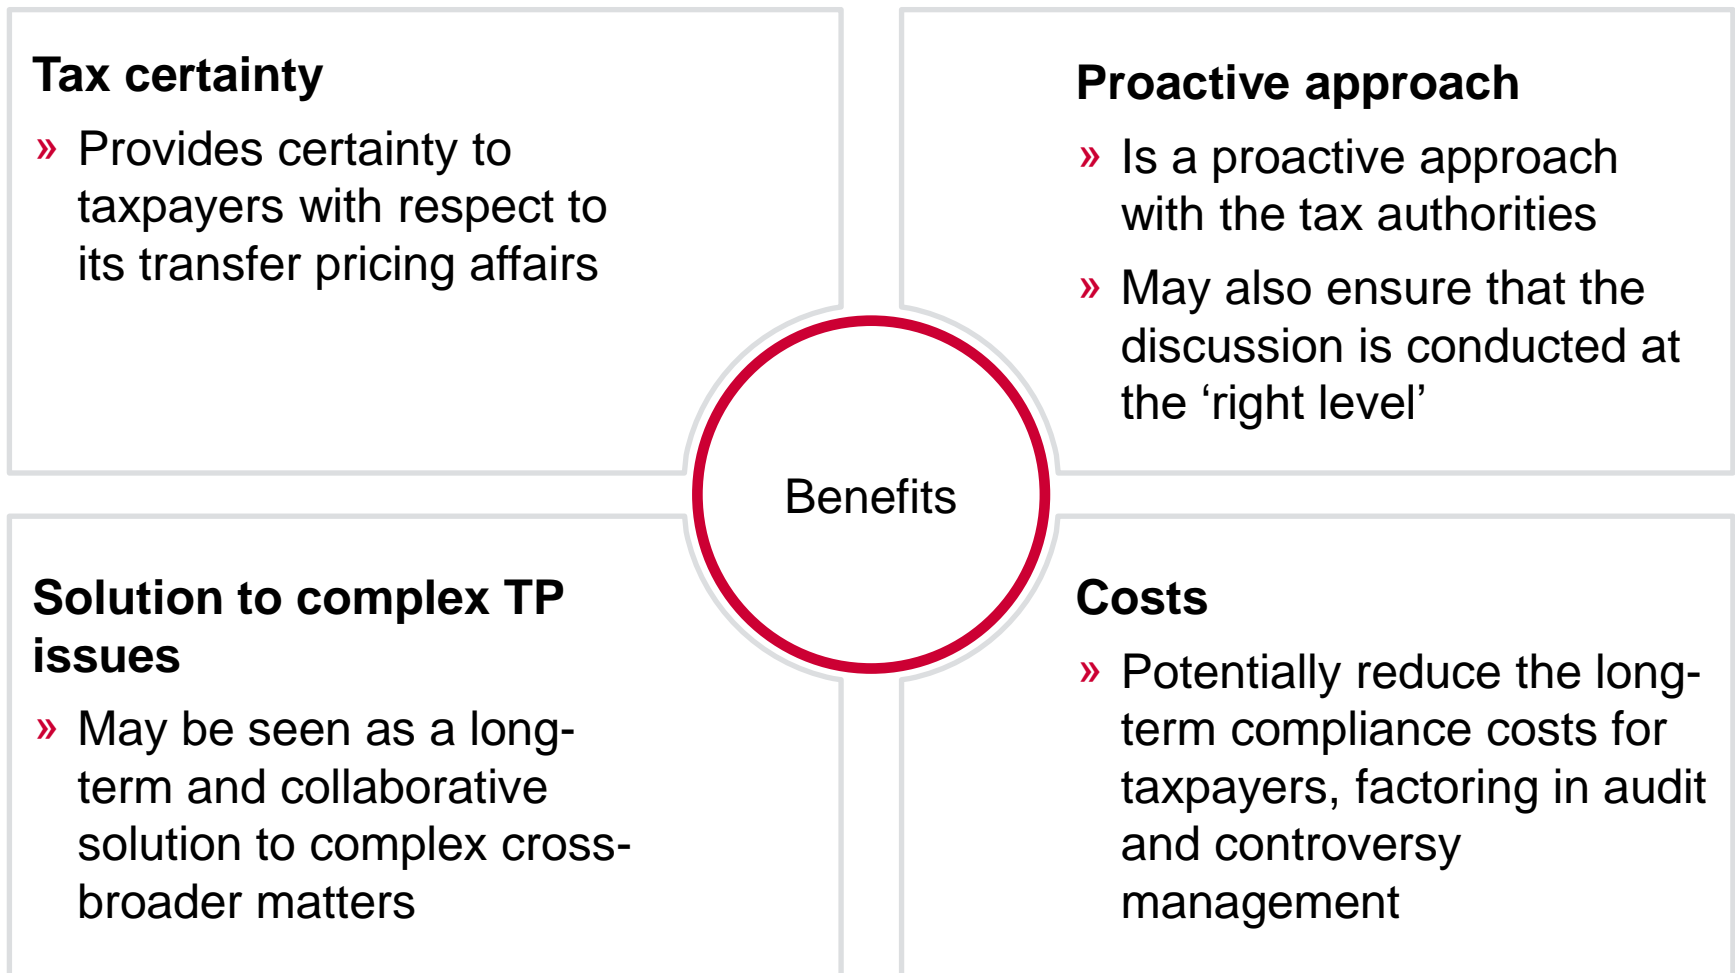 Tax certainty
» Provides certainty to
taxpayers with respect to
its transfer pricing affairs
Proactive approach
» Is a proactive approach
with the tax authorities
» May also ensure that the
discussion is conducted at
the ‘right level’
Benefits
Solution to complex TP
issues
» May be seen as a long-
term and collaborative
solution to complex cross-
broader matters
Costs
» Potentially reduce the long-
term compliance costs for
taxpayers, factoring in audit
and controversy
management